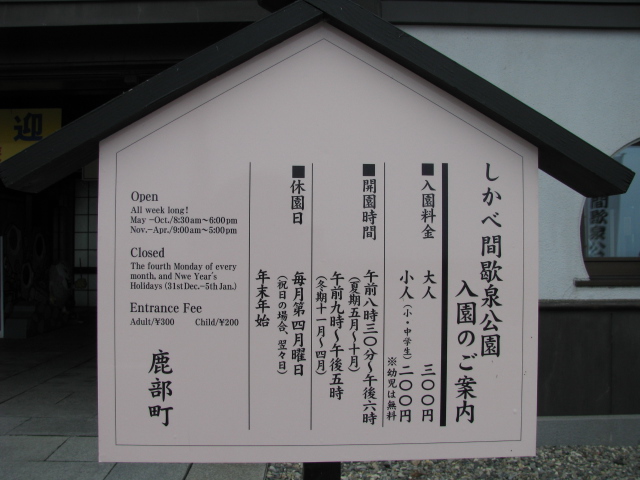 しかべ間歇泉公園
入園のご案内
■入園料金 大人 三〇〇円
小人(小・中学生)二〇〇円
※幼児は無料
■開園時間 午前八時三〇分〜午後六時
(夏期五月〜十月)
午前九時〜午後五時
(冬期十一月〜四月)
■休園日 毎月第四月曜日
(祝日の場合、翌々日)
年末年始
Open
All week long!
May –Oct./8:30am〜6:00pm
Nov.–Apr./9:00am〜5:00pm
Closed
The fourth Monday of every
month, and Nwe Year's
Holidays (31st Dec.–5th Jan.)
Entrance Fee
Adult/¥300 Child/¥200
鹿部町
迎
間歇泉公